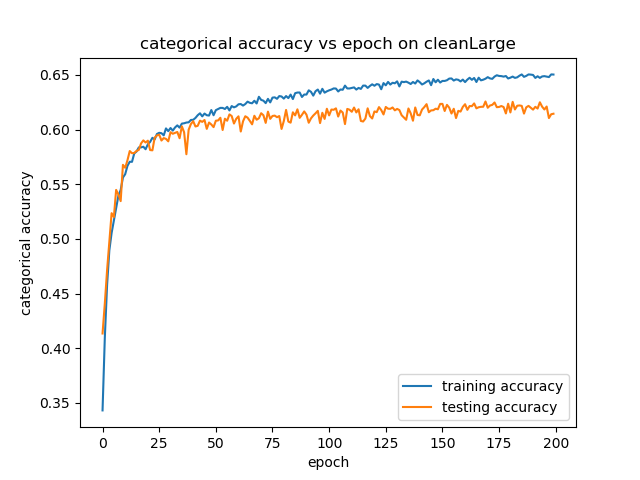 categorical accuracy vs epoch on cleanLarge
categorical accuracy
0.65
0.60
0.55
0.50
0.45
0.40
0.35
training accuracy
testing accuracy
0 25 50 75 100 125 150 175 200
epoch